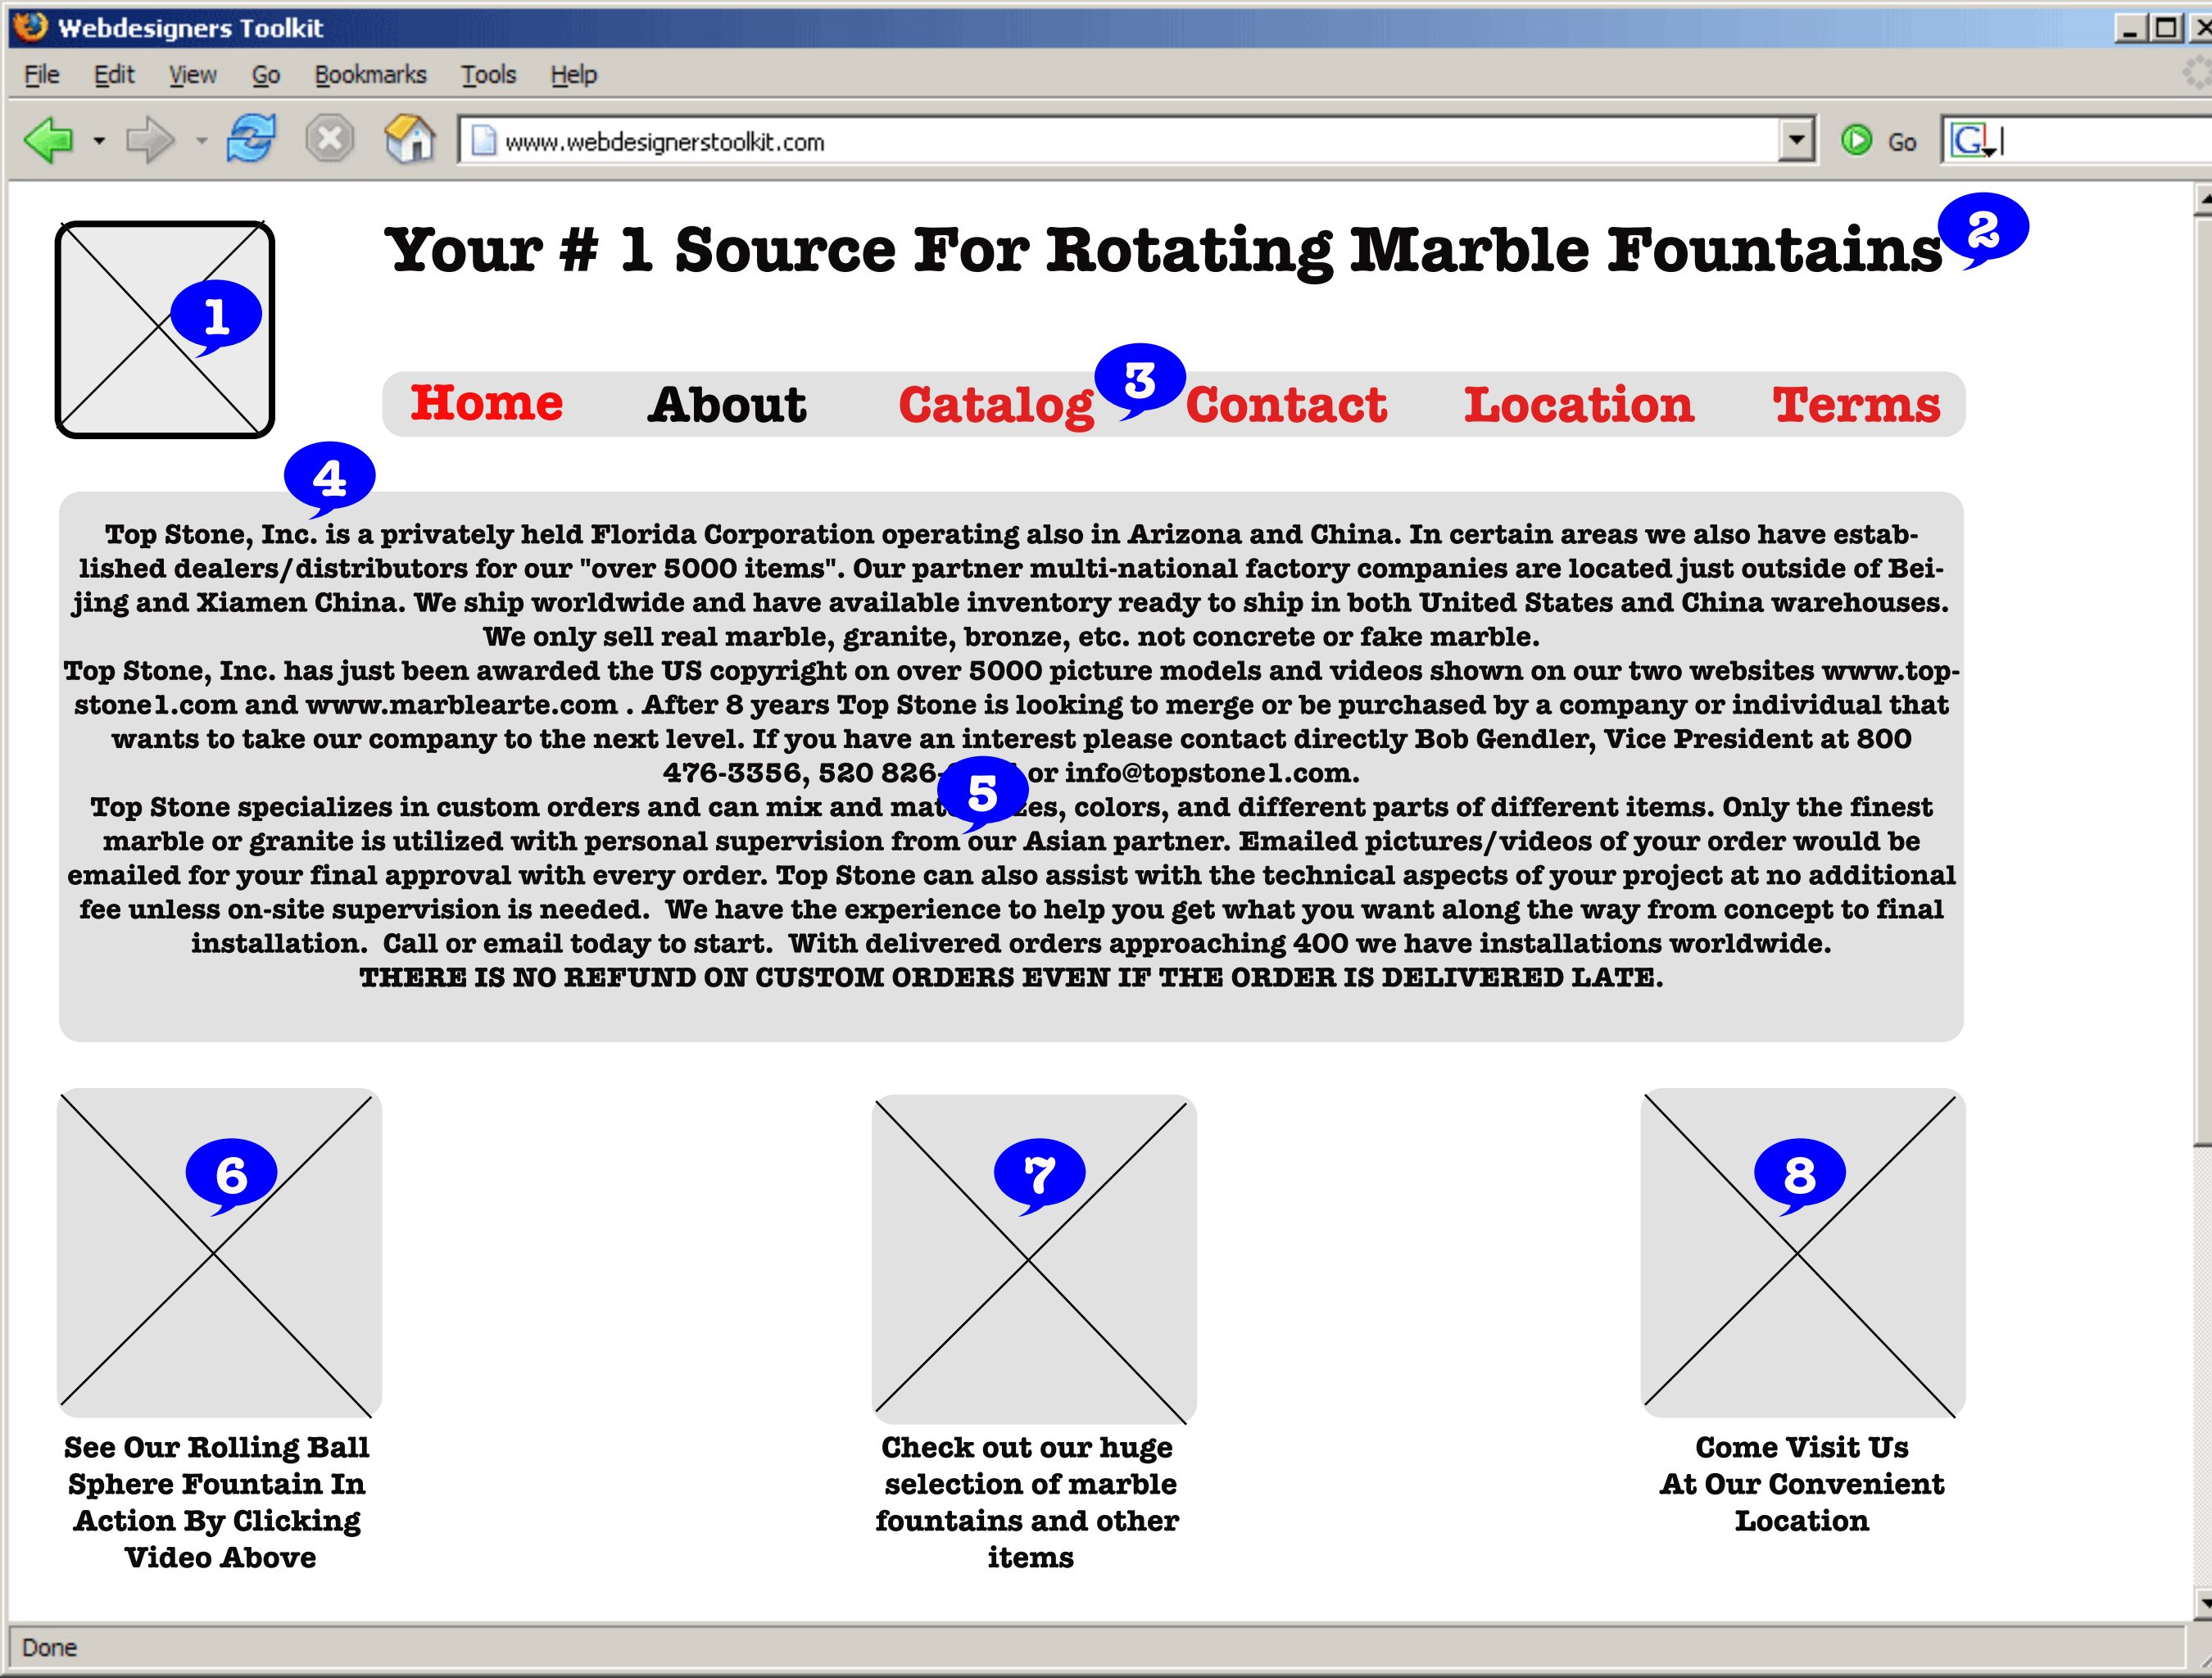 Webdesigners Toolkit
File Edit View Go Bookmarks Tools Help
www.webdesignerstoolkit.com Go G
Your # 1 Source For Rotating Marble Fountains 2
1
Home About Catalog 3 Contact Location Terms
4
Top Stone, Inc. is a privately held Florida Corporation operating also in Arizona and China. In certain areas we also have estab-
lished dealers/distributors for our "over 5000 items". Our partner multi-national factory companies are located just outside of Bei-
jing and Xiamen China. We ship worldwide and have available inventory ready to ship in both United States and China warehouses.
We only sell real marble, granite, bronze, etc. not concrete or fake marble.
Top Stone, Inc. has just been awarded the US copyright on over 5000 picture models and videos shown on our two websites www.top-
stone1.com and www.marblearte.com . After 8 years Top Stone is looking to merge or be purchased by a company or individual that
wants to take our company to the next level. If you have an interest please contact directly Bob Gendler, Vice President at 800
476-3356, 520 826- or info@topstone1.com.
5
Top Stone specializes in custom orders and can mix and colors, and different parts of different items. Only the finest
marble or granite is utilized with personal supervision from our Asian partner. Emailed pictures/videos of your order would be
emailed for your final approval with every order. Top Stone can also assist with the technical aspects of your project at no additional
fee unless on-site supervision is needed.  We have the experience to help you get what you want along the way from concept to final
installation.  Call or email today to start.  With delivered orders approaching 400 we have installations worldwide.
THERE IS NO REFUND ON CUSTOM ORDERS EVEN IF THE ORDER IS DELIVERED LATE.
6
7
8
See Our Rolling Ball
Sphere Fountain In
Action By Clicking
Video Above
Check out our huge
selection of marble
fountains and other
items
Come Visit Us
At Our Convenient
Location
Done